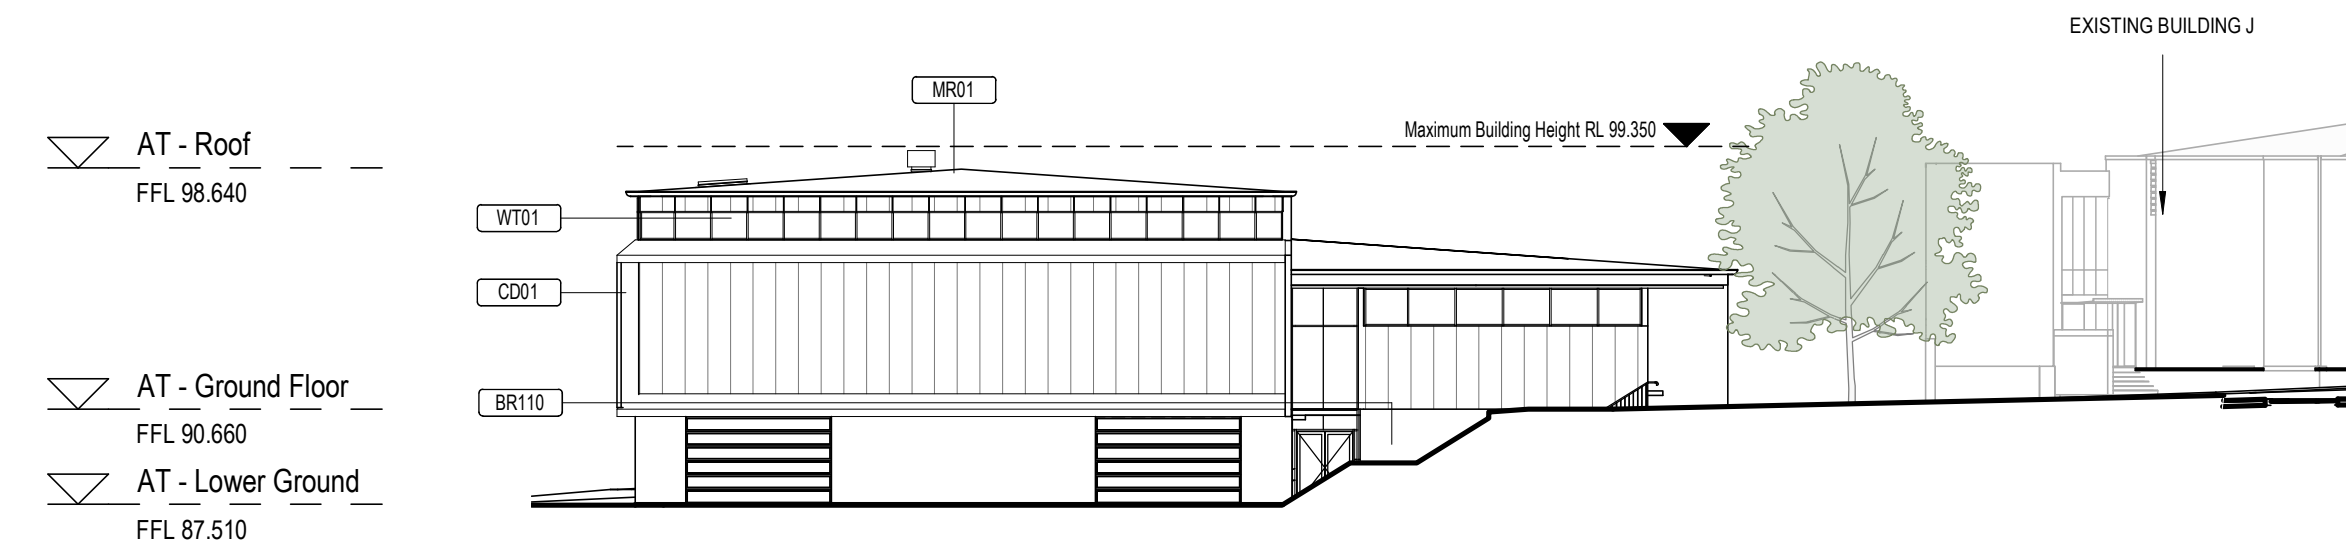 EXISTING BUILDING J
MR01
Maximum Building Height RL 99.350
AT - Roof
FFL 98.640
WT01
CD01
AT - Ground Floor
BR110
FFL 90.660
AT - Lower Ground
FFL 87.510